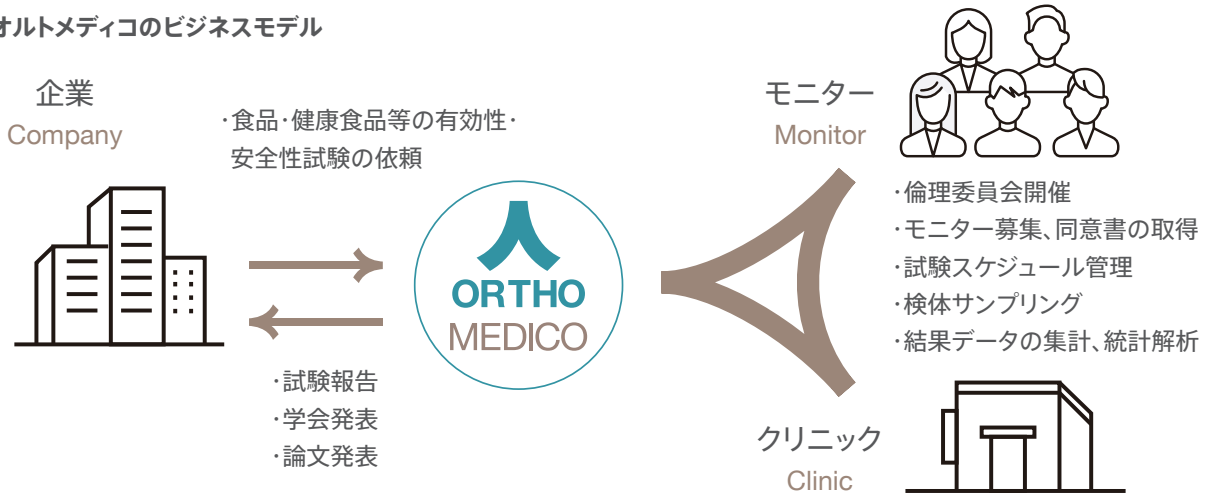 オルトメディコのビジネスモデル
企業
Company
・食品・健康食品等の有効性・
安全性試験の依頼
ORTHO
MEDICO
・試験報告
・学会発表
・論文発表
モニター
Monitor
・倫理委員会開催
・モニター募集、同意書の取得
・試験スケジュール管理
・検体サンプリング
・結果データの集計、統計解析
クリニック
Clinic